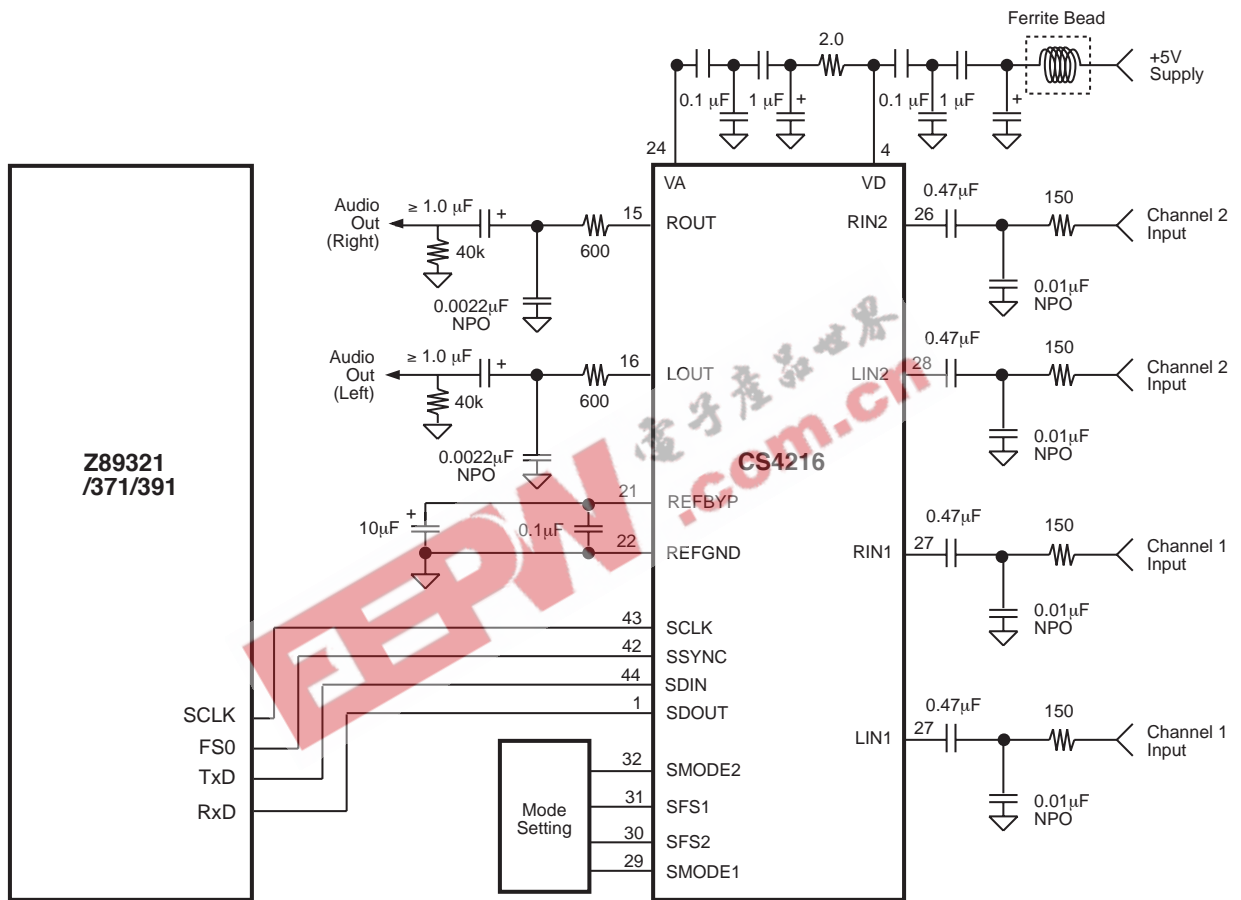 Ferrite Bead
2.0
+5V
Supply
0.1 µF
1 µF
+
0.1 µF
1 µF
+
24
4
VA
VD
Audio
Out
(Right)
≥ 1.0 µF
+
40k
600
15
ROUT
0.0022µF
NPO
RIN2
26
0.47µF
150
Channel 2
Input
0.01µF
NPO
Audio
Out
(Left)
≥ 1.0 µF
+
40k
600
16
LOUT
0.0022µF
NPO
LIN2
28
0.47µF
150
Channel 2
Input
0.01µF
NPO
Z89321
/371/391
CS4216
電子產品世界
.com.cn
EEPW
21
REFBYP
+
10µF
0.1µF
22
REFGND
RIN1
27
0.47µF
150
Channel 1
Input
0.01µF
NPO
43
SCLK
42
SSYNC
44
SDIN
1
SDOUT
SCLK
FS0
TxD
RxD
LIN1
27
0.47µF
150
Channel 1
Input
0.01µF
NPO
Mode
Setting
32
SMODE2
31
SFS1
30
SFS2
29
SMODE1